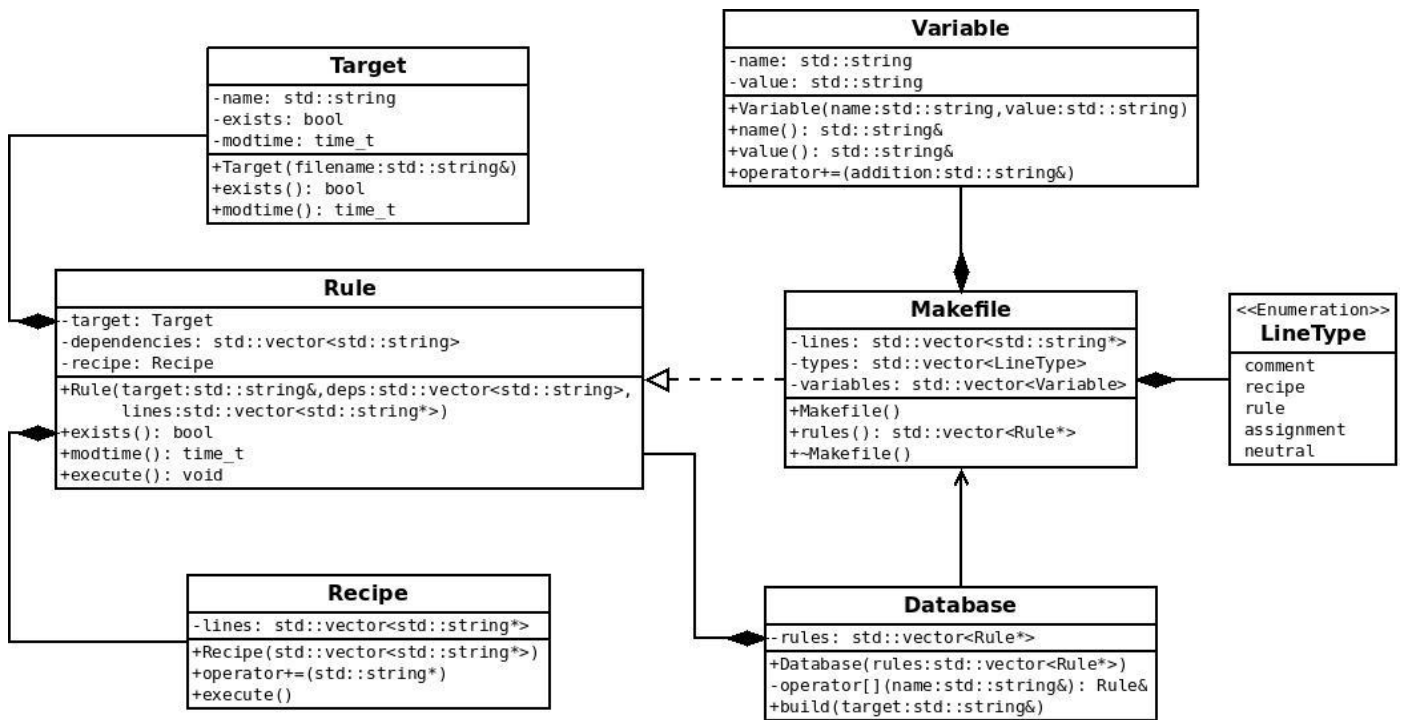 Variable
-name: std::string
-value: std::string
+Variable(name:std::string,value:std::string)
+name(): std::string&
+value(): std::string&
+operator+=(addition:std::string&)
Target
-name: std::string
-exists: bool
-modtime: time_t
+Target(filename:std::string&)
+exists(): bool
+modtime(): time_t
Rule
-target: Target
-dependencies: std::vector<std::string>
-recipe: Recipe
+Rule(target:std::string&,deps:std::vector<std::string>,
lines:std::vector<std::string*>)
+exists(): bool
+modtime(): time_t
+execute(): void
Makefile
-lines: std::vector<std::string*>
-types: std::vector<LineType>
-variables: std::vector<Variable>
+Makefile()
+rules(): std::vector<Rule*>
+~Makefile()
<<Enumeration>>
LineType
comment
recipe
rule
assignment
neutral
Recipe
-lines: std::vector<std::string*>
+Recipe(std::vector<std::string*>)
+operator+=(std::string*)
+execute()
Database
-rules: std::vector<Rule*>
+Database(rules:std::vector<Rule*>)
-operator[](name:std::string&): Rule&
+build(target:std::string&)